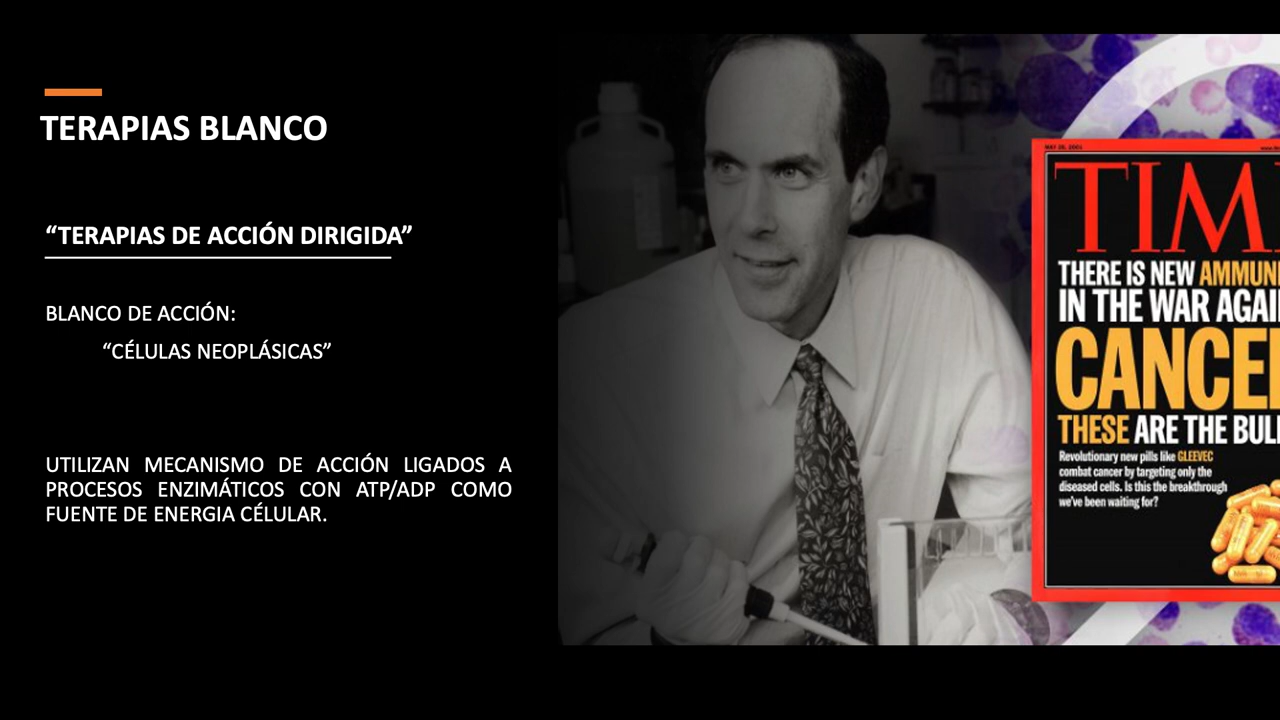 TERAPIAS BLANCO
“TERAPIAS DE ACCIÓN DIRIGIDA”
BLANCO DE ACCIÓN:
“CÉLULAS NEOPLÁSICAS”
UTILIZAN MECANISMO DE ACCIÓN LIGADOS A
PROCESOS ENZIMÁTICOS CON ATP/ADP COMO
FUENTE DE ENERGIA CÉLULAR.
MAY 28, 2001
TIM
THERE IS NEW AMMUN
IN THE WAR AGAI
CANCE
THESE ARE THE BUL
Revolutionary new pills like GLEEVEC
combat cancer by targeting only the
diseased cells. Is this the breakthrough
we’ve been waiting for?